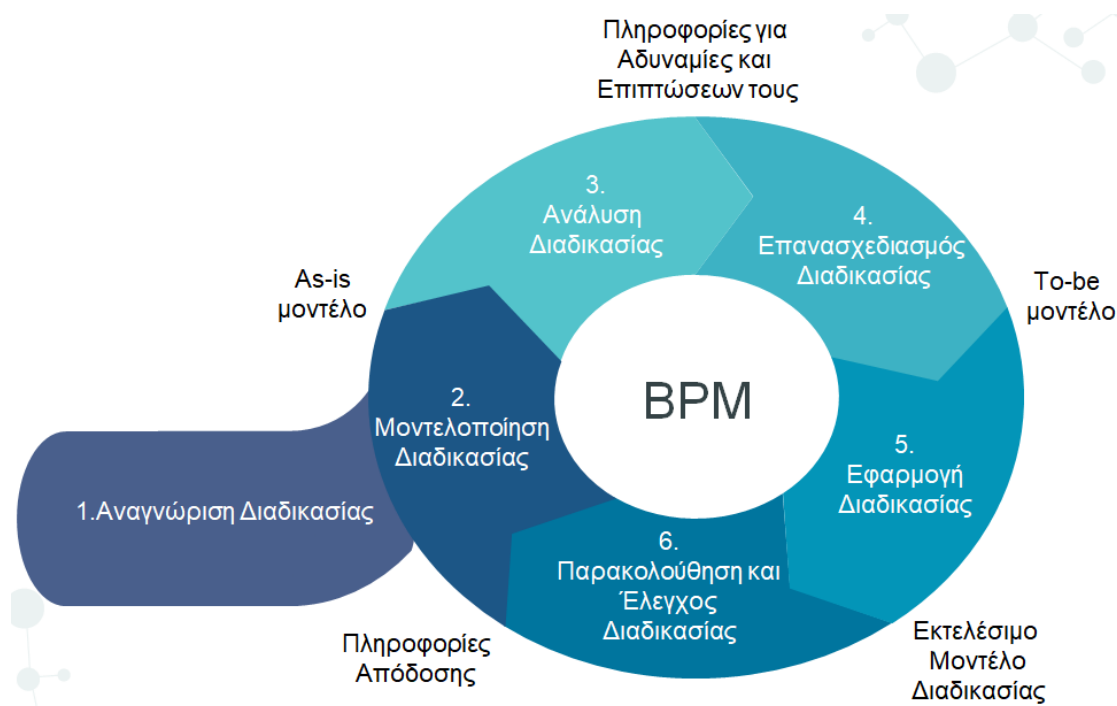 Πληροφορίες για
Αδυναμίες και
Επιπτώσεων τους
3.
Ανάλυση
Διαδικασίας
4.
Επανασχεδιασμός
Διαδικασίας
As-is
μοντέλο
To-be
μοντέλο
BPM
2.
Μοντελοποίηση
Διαδικασίας
5.
Εφαρμογή
Διαδικασίας
1.Αναγνώριση Διαδικασίας
6.
Παρακολούθηση και
Έλεγχος
Διαδικασίας
Πληροφορίες
Απόδοσης
Εκτελέσιμο
Μοντέλο
Διαδικασίας